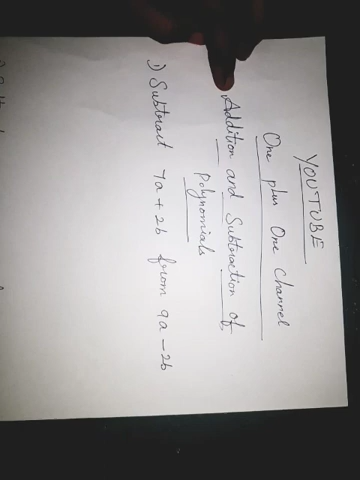 YOUTUBE
One plus One Channel
Addition and Subtraction of
Polynomials
1) Subtract 7a + 2b from 9a - 2b